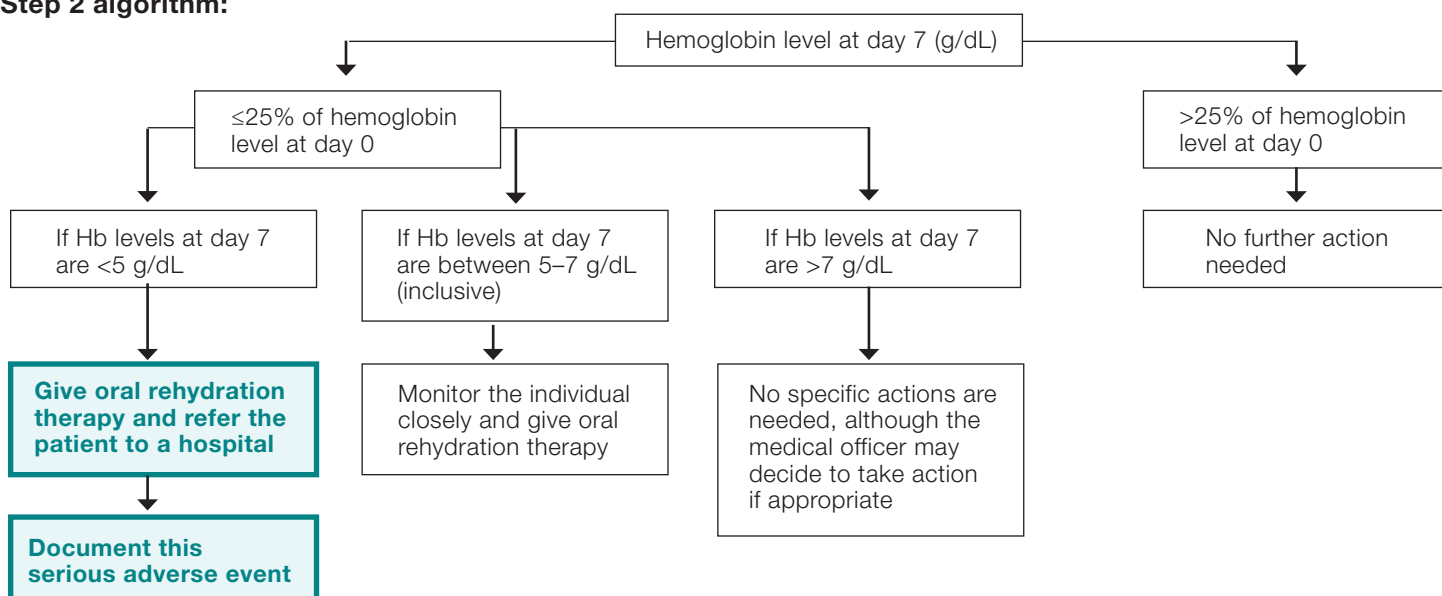 Step 2 algorithm:
Hemoglobin level at day 7 (g/dL)
≤25% of hemoglobin
level at day 0
>25% of hemoglobin
level at day 0
If Hb levels at day 7
are <5 g/dL
If Hb levels at day 7
are between 5–7 g/dL
(inclusive)
If Hb levels at day 7
are >7 g/dL
No further action
needed
Give oral rehydration
therapy and refer the
patient to a hospital
Monitor the individual
closely and give oral
rehydration therapy
No specific actions are
needed, although the
medical officer may
decide to take action
if appropriate
Document this
serious adverse event